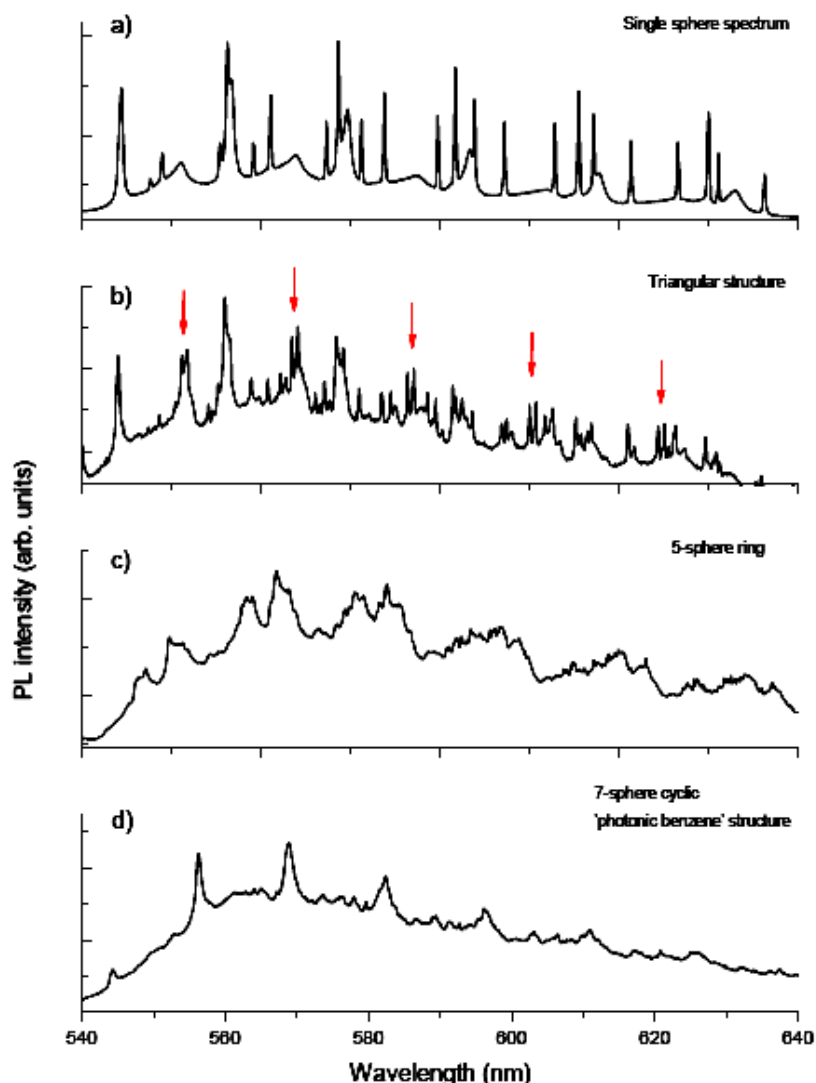 a)
Single sphere spectrum
b)
Triangular structure
c)
5-sphere ring
d)
7-sphere cyclic
'photonic benzene' structure
PL intensity (arb. units)
540
560
580
600
620
640
Wavelength (nm)